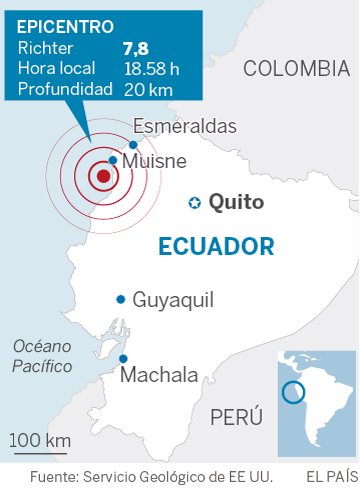 EPICENTRO
Richter 7,8
Hora local 18.58 h
Profundidad 20 km
COLOMBIA
Esmeraldas
Muisne
Quito
ECUADOR
Guyaquil
Océano
Pacífico
Machala
PERÚ
100 km
Fuente: Servicio Geológico de EE UU. EL PAÍS